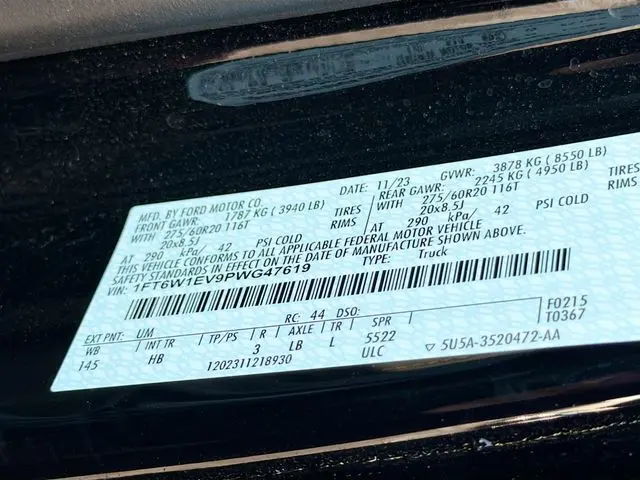 MFD. BY FORD MOTOR CO. DATE: 11/23 GVWR: 3878 KG ( 8550 LB)
FRONT GAWR: 1787 KG ( 3940 LB) REAR GAWR: 2245 KG ( 4950 LB)
WITH 275/60R20 116T TIRES WITH 275/60R20 116T TIRES
20x8.5J RIMS 20x8.5J RIMS
AT 290 kPa/ 42 PSI COLD AT 290 kPa/ 42 PSI COLD
THIS VEHICLE CONFORMS TO ALL APPLICABLE FEDERAL MOTOR VEHICLE
SAFETY STANDARDS IN EFFECT ON THE DATE OF MANUFACTURE SHOWN ABOVE.
VIN: 1FT6W1EV9PWG47619 TYPE: Truck
EXT PNT: UM RC: 44 DSO: F0215
WB INT TR TP/PS R AXLE TR SPR T0367
145 HB 3 LB L 5522
1202311218930 ULC ▽ 5U5A-3520472-AA